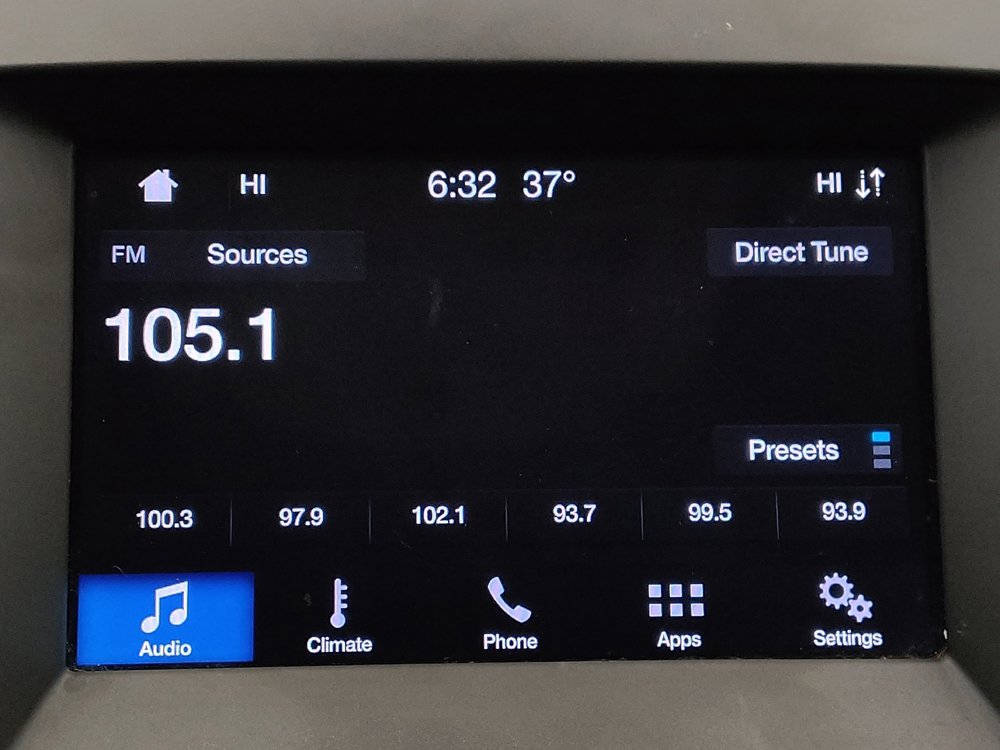 HI 6:32 37° HI
FM Sources Direct Tune
105.1
Presets
100.3 97.9 102.1 93.7 99.5 93.9
Audio Climate Phone Apps Settings